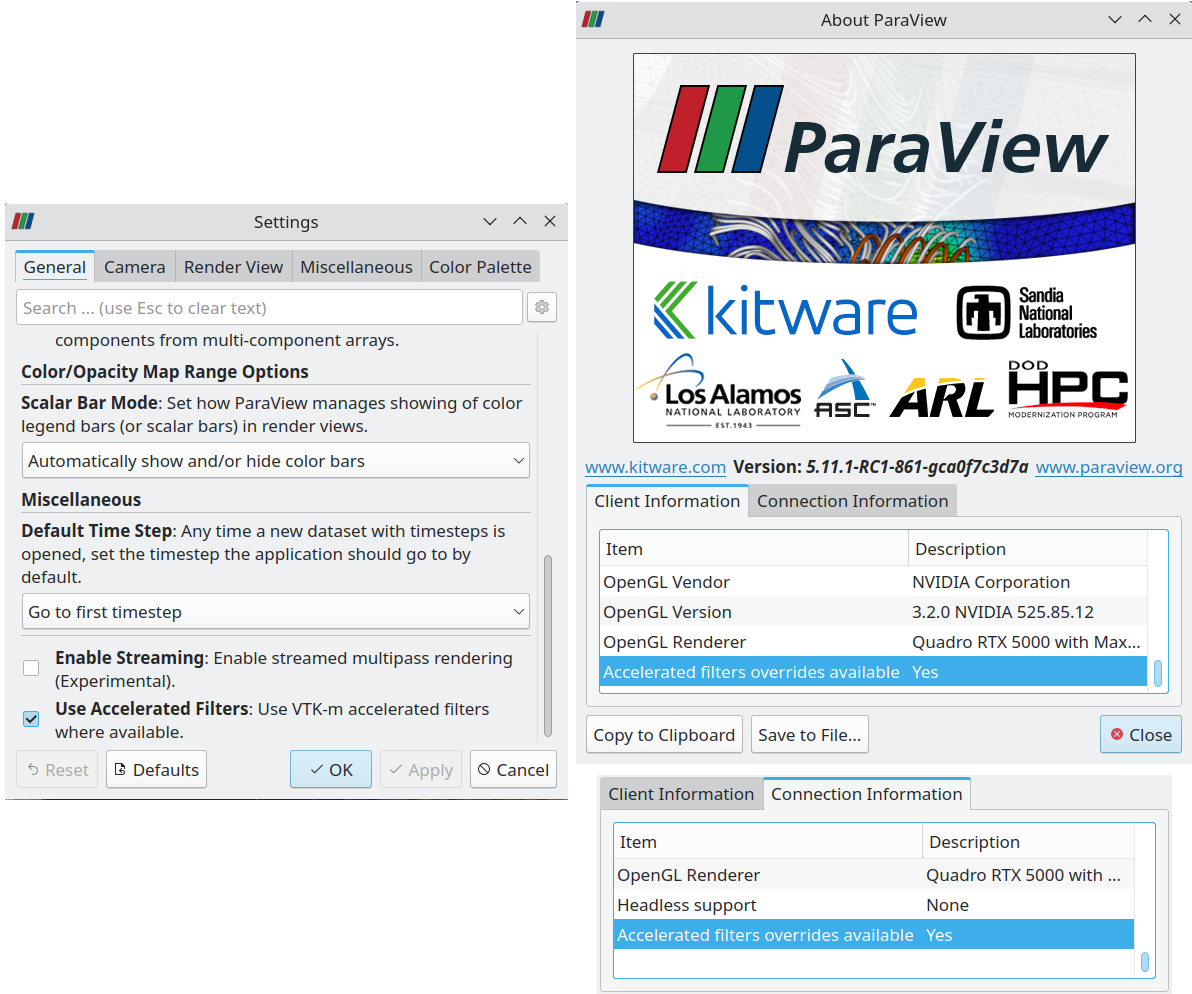 Settings
General
Camera
Render View
Miscellaneous
Color Palette
Search ... (use Esc to clear text)
components from multi-component arrays.
Color/Opacity Map Range Options
Scalar Bar Mode: Set how ParaView manages showing of color
legend bars (or scalar bars) in render views.
Automatically show and/or hide color bars
Miscellaneous
Default Time Step: Any time a new dataset with timesteps is
opened, set the timestep the application should go to by
default.
Go to first timestep
Enable Streaming: Enable streamed multipass rendering
(Experimental).
Use Accelerated Filters: Use VTK-m accelerated filters
where available.
Reset
Defaults
OK
Apply
Cancel
About ParaView
ParaView
kitware
Sandia
National
Laboratories
Los Alamos
NATIONAL LABORATORY
EST.1943
ASC™
ARL
DOD
HPC
MODERNIZATION PROGRAM
www.kitware.com Version: 5.11.1-RC1-861-gca0f7c3d7a www.paraview.org
Client Information
Connection Information
Item Description
OpenGL Vendor NVIDIA Corporation
OpenGL Version 3.2.0 NVIDIA 525.85.12
OpenGL Renderer Quadro RTX 5000 with Max...
Accelerated filters overrides available Yes
Copy to Clipboard
Save to File...
Close
Client Information
Connection Information
Item Description
OpenGL Renderer Quadro RTX 5000 with ...
Headless support None
Accelerated filters overrides available Yes